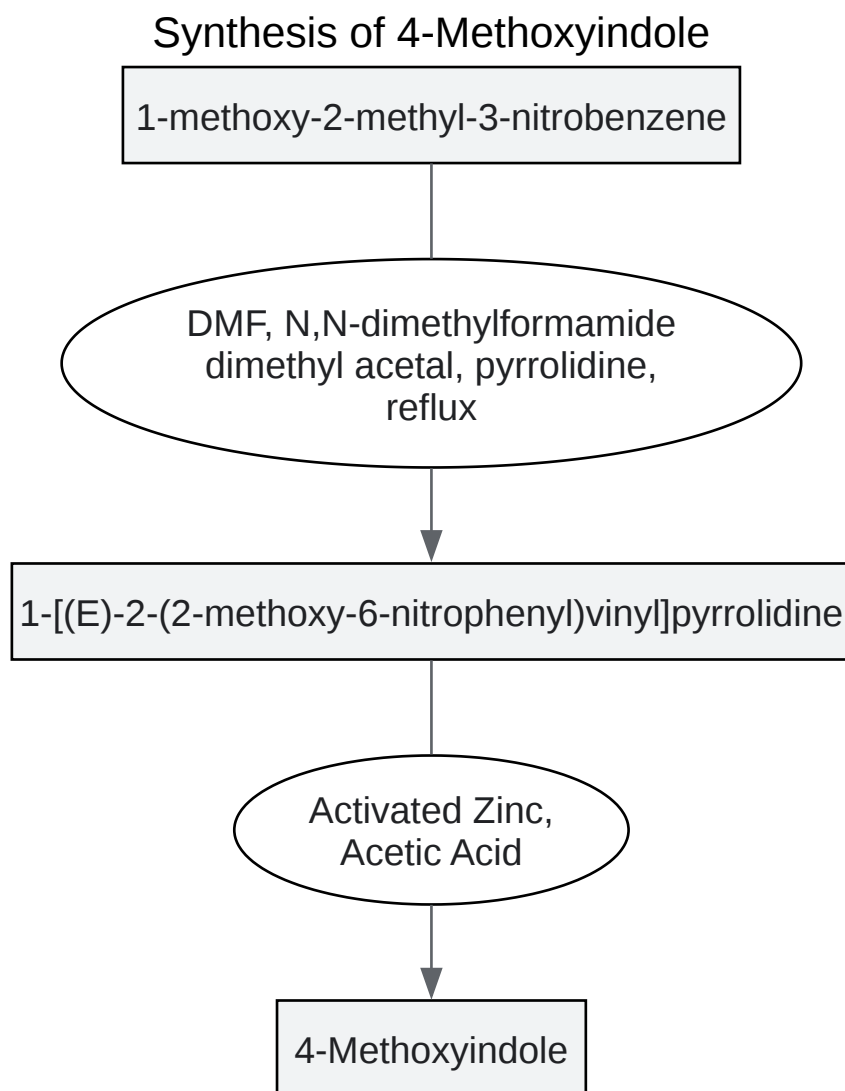 Synthesis of 4-Methoxyindole
1-methoxy-2-methyl-3-nitrobenzene
DMF, N,N-dimethylformamide
dimethyl acetal, pyrrolidine,
reflux
1-[(E)-2-(2-methoxy-6-nitrophenyl)vinyl]pyrrolidine
Activated Zinc,
Acetic Acid
4-Methoxyindole